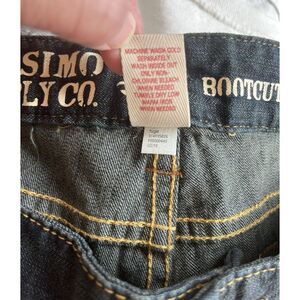 SIMO
LY CO.
BOOTCUT
MACHINE WASH COLD
SEPARATELY
WASH INSIDE OUT
ONLY NON-
CHLORINE BLEACH
WHEN NEEDED
TUMBLE DRY LOW
WARM IRON
WHEN NEEDED